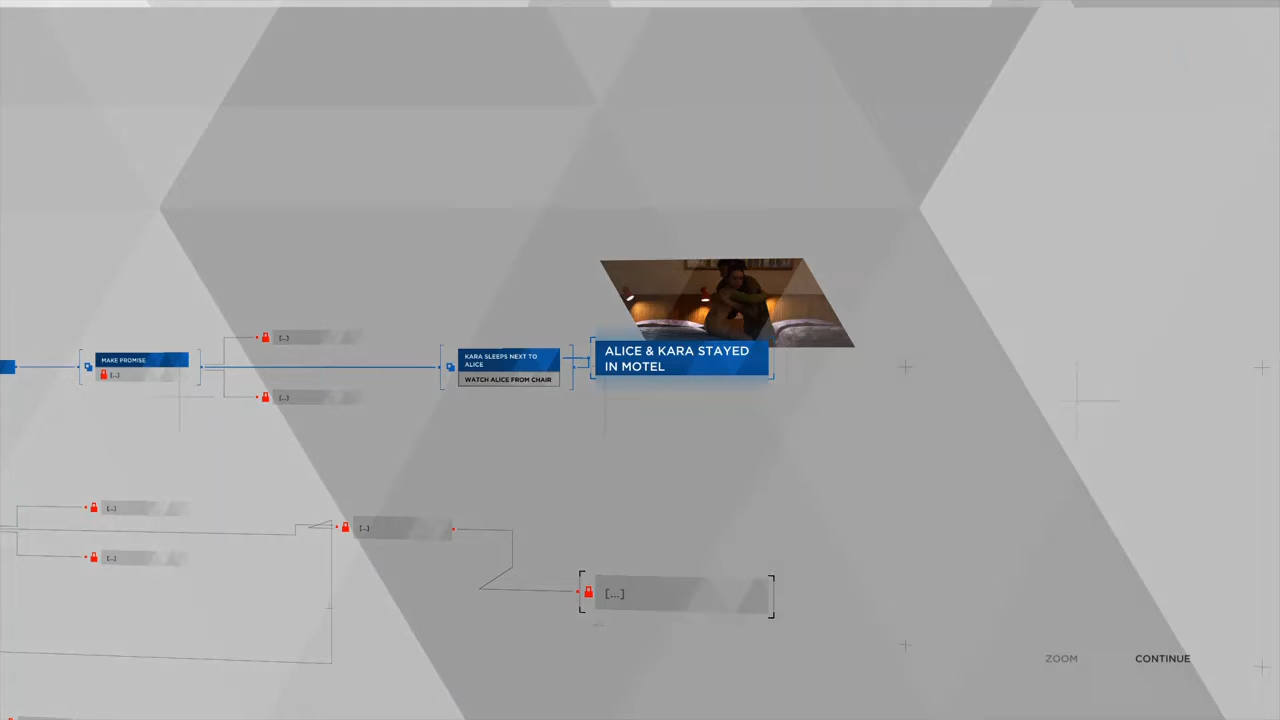 [...]
MAKE PROMISE
[...]
[...]
KARA SLEEPS NEXT TO
ALICE
WATCH ALICE FROM CHAIR
ALICE & KARA STAYED
IN MOTEL
[...]
[...]
[...]
[...]
ZOOM
CONTINUE